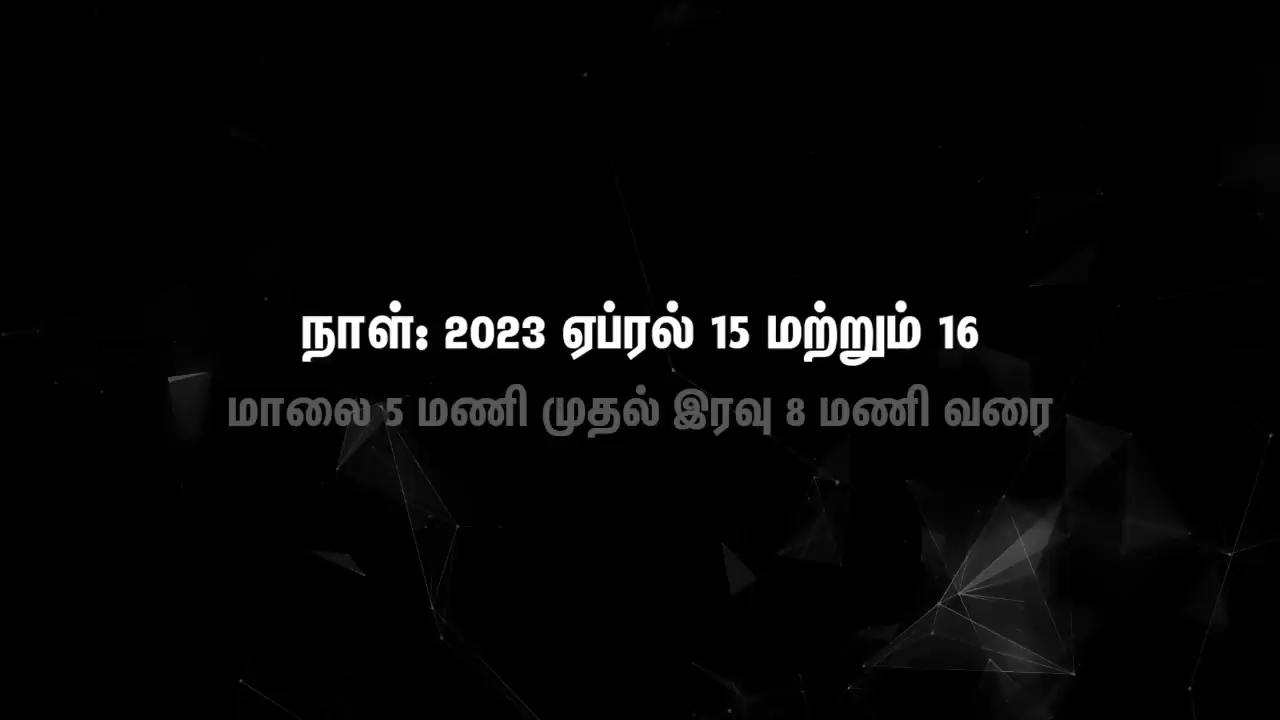 நாள்: 2023 ஏப்ரல் 15 மற்றும் 16
மாலை 5 மணி முதல் இரவு 8 மணி வரை